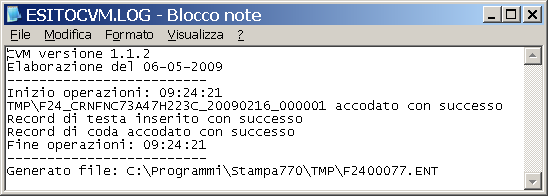 ESITOCVM.LOG - Blocco note
File Modifica Formato Visualizza ?
CVM versione 1.1.2
Elaborazione del 06-05-2009
--------------------------
Inizio operazioni: 09:24:21
TMP\F24_CRNFNC73A47H223C_20090216_000001 accodato con successo
Record di testa inserito con successo
Record di coda accodato con successo
Fine operazioni: 09:24:21
--------------------------
Generato file: C:\Programmi\Stampa770\TMP\F2400077.ENT